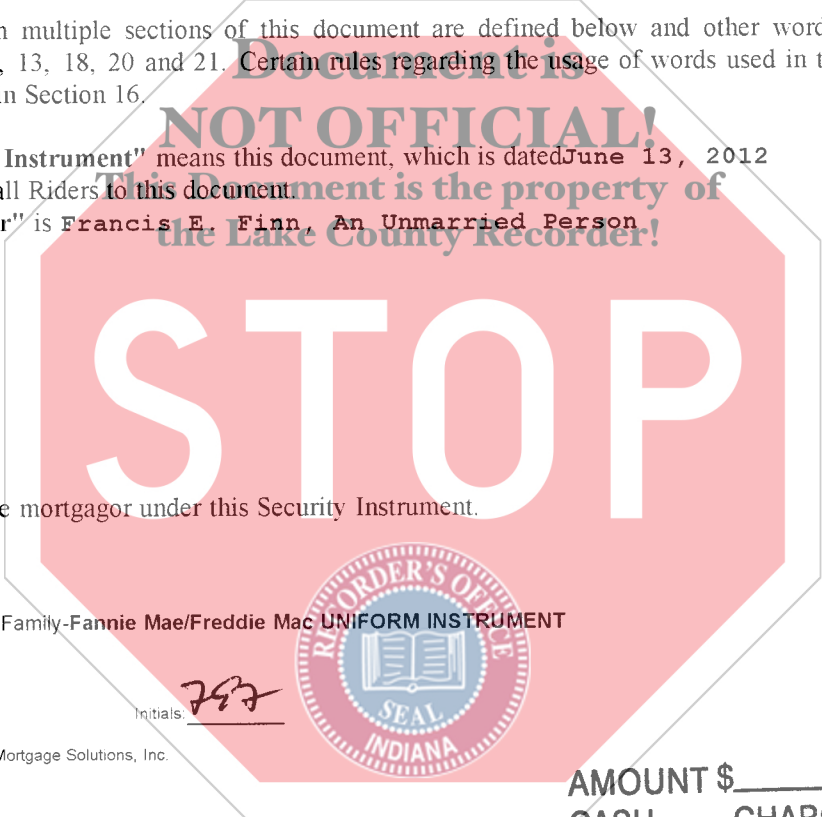 n multiple sections of this document are defined below and other word
, 13, 18, 20 and 21. Certain rules regarding the usage of words used in t
in Section 16.
Document is
NOT OFFICIAL!
This Document is the property of
the Lake County Recorder!
Instrument" means this document, which is dated June 13, 2012
all Riders to this document.
r" is Francis E. Finn, An Unmarried Person
STOP
e mortgagor under this Security Instrument.
RECORDER'S OFFICE
SEAL
INDIANA
Family-Fannie Mae/Freddie Mac UNIFORM INSTRUMENT
Initials: FEF
Mortgage Solutions, Inc.
AMOUNT $
CASH CHARG